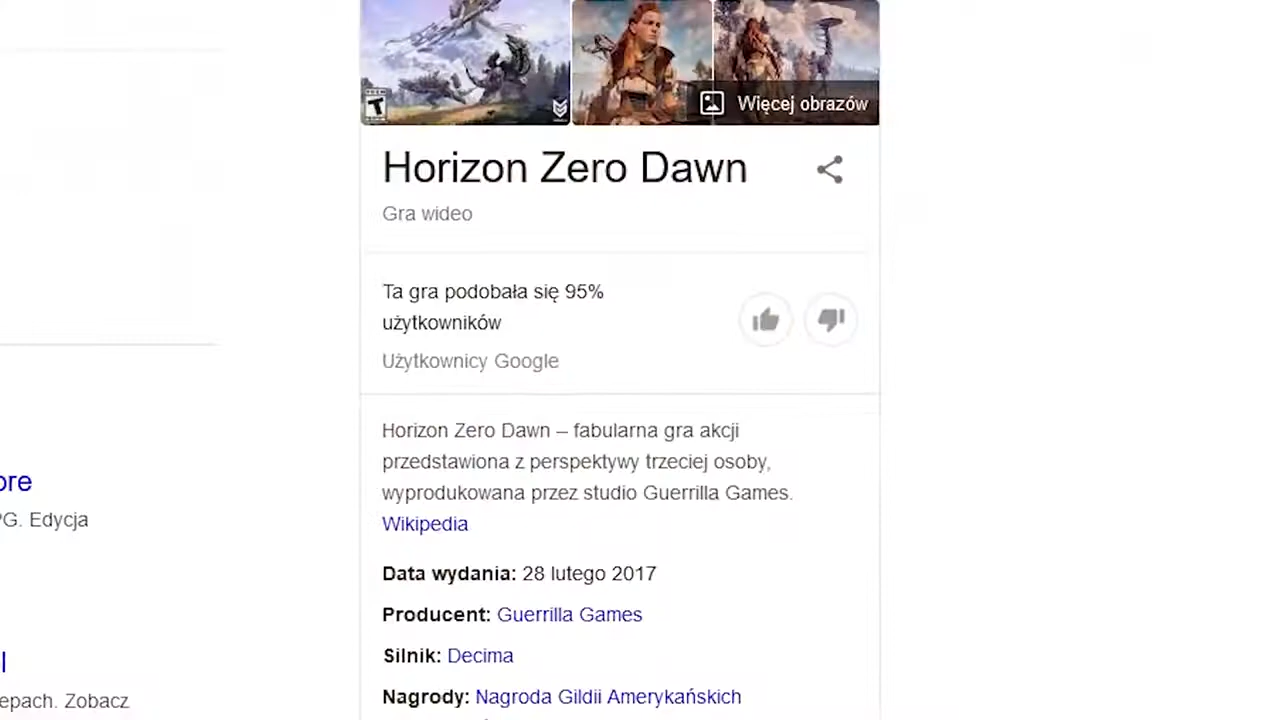 T
Więcej obrazów
Horizon Zero Dawn
Gra wideo
Ta gra podobała się 95%
użytkowników
Użytkownicy Google
Horizon Zero Dawn – fabularna gra akcji
przedstawiona z perspektywy trzeciej osoby,
wyprodukowana przez studio Guerrilla Games.
Wikipedia
Data wydania: 28 lutego 2017
Producent: Guerrilla Games
Silnik: Decima
Nagrody: Nagroda Gildii Amerykańskich
ore
PG. Edycja
l
epach. Zobacz